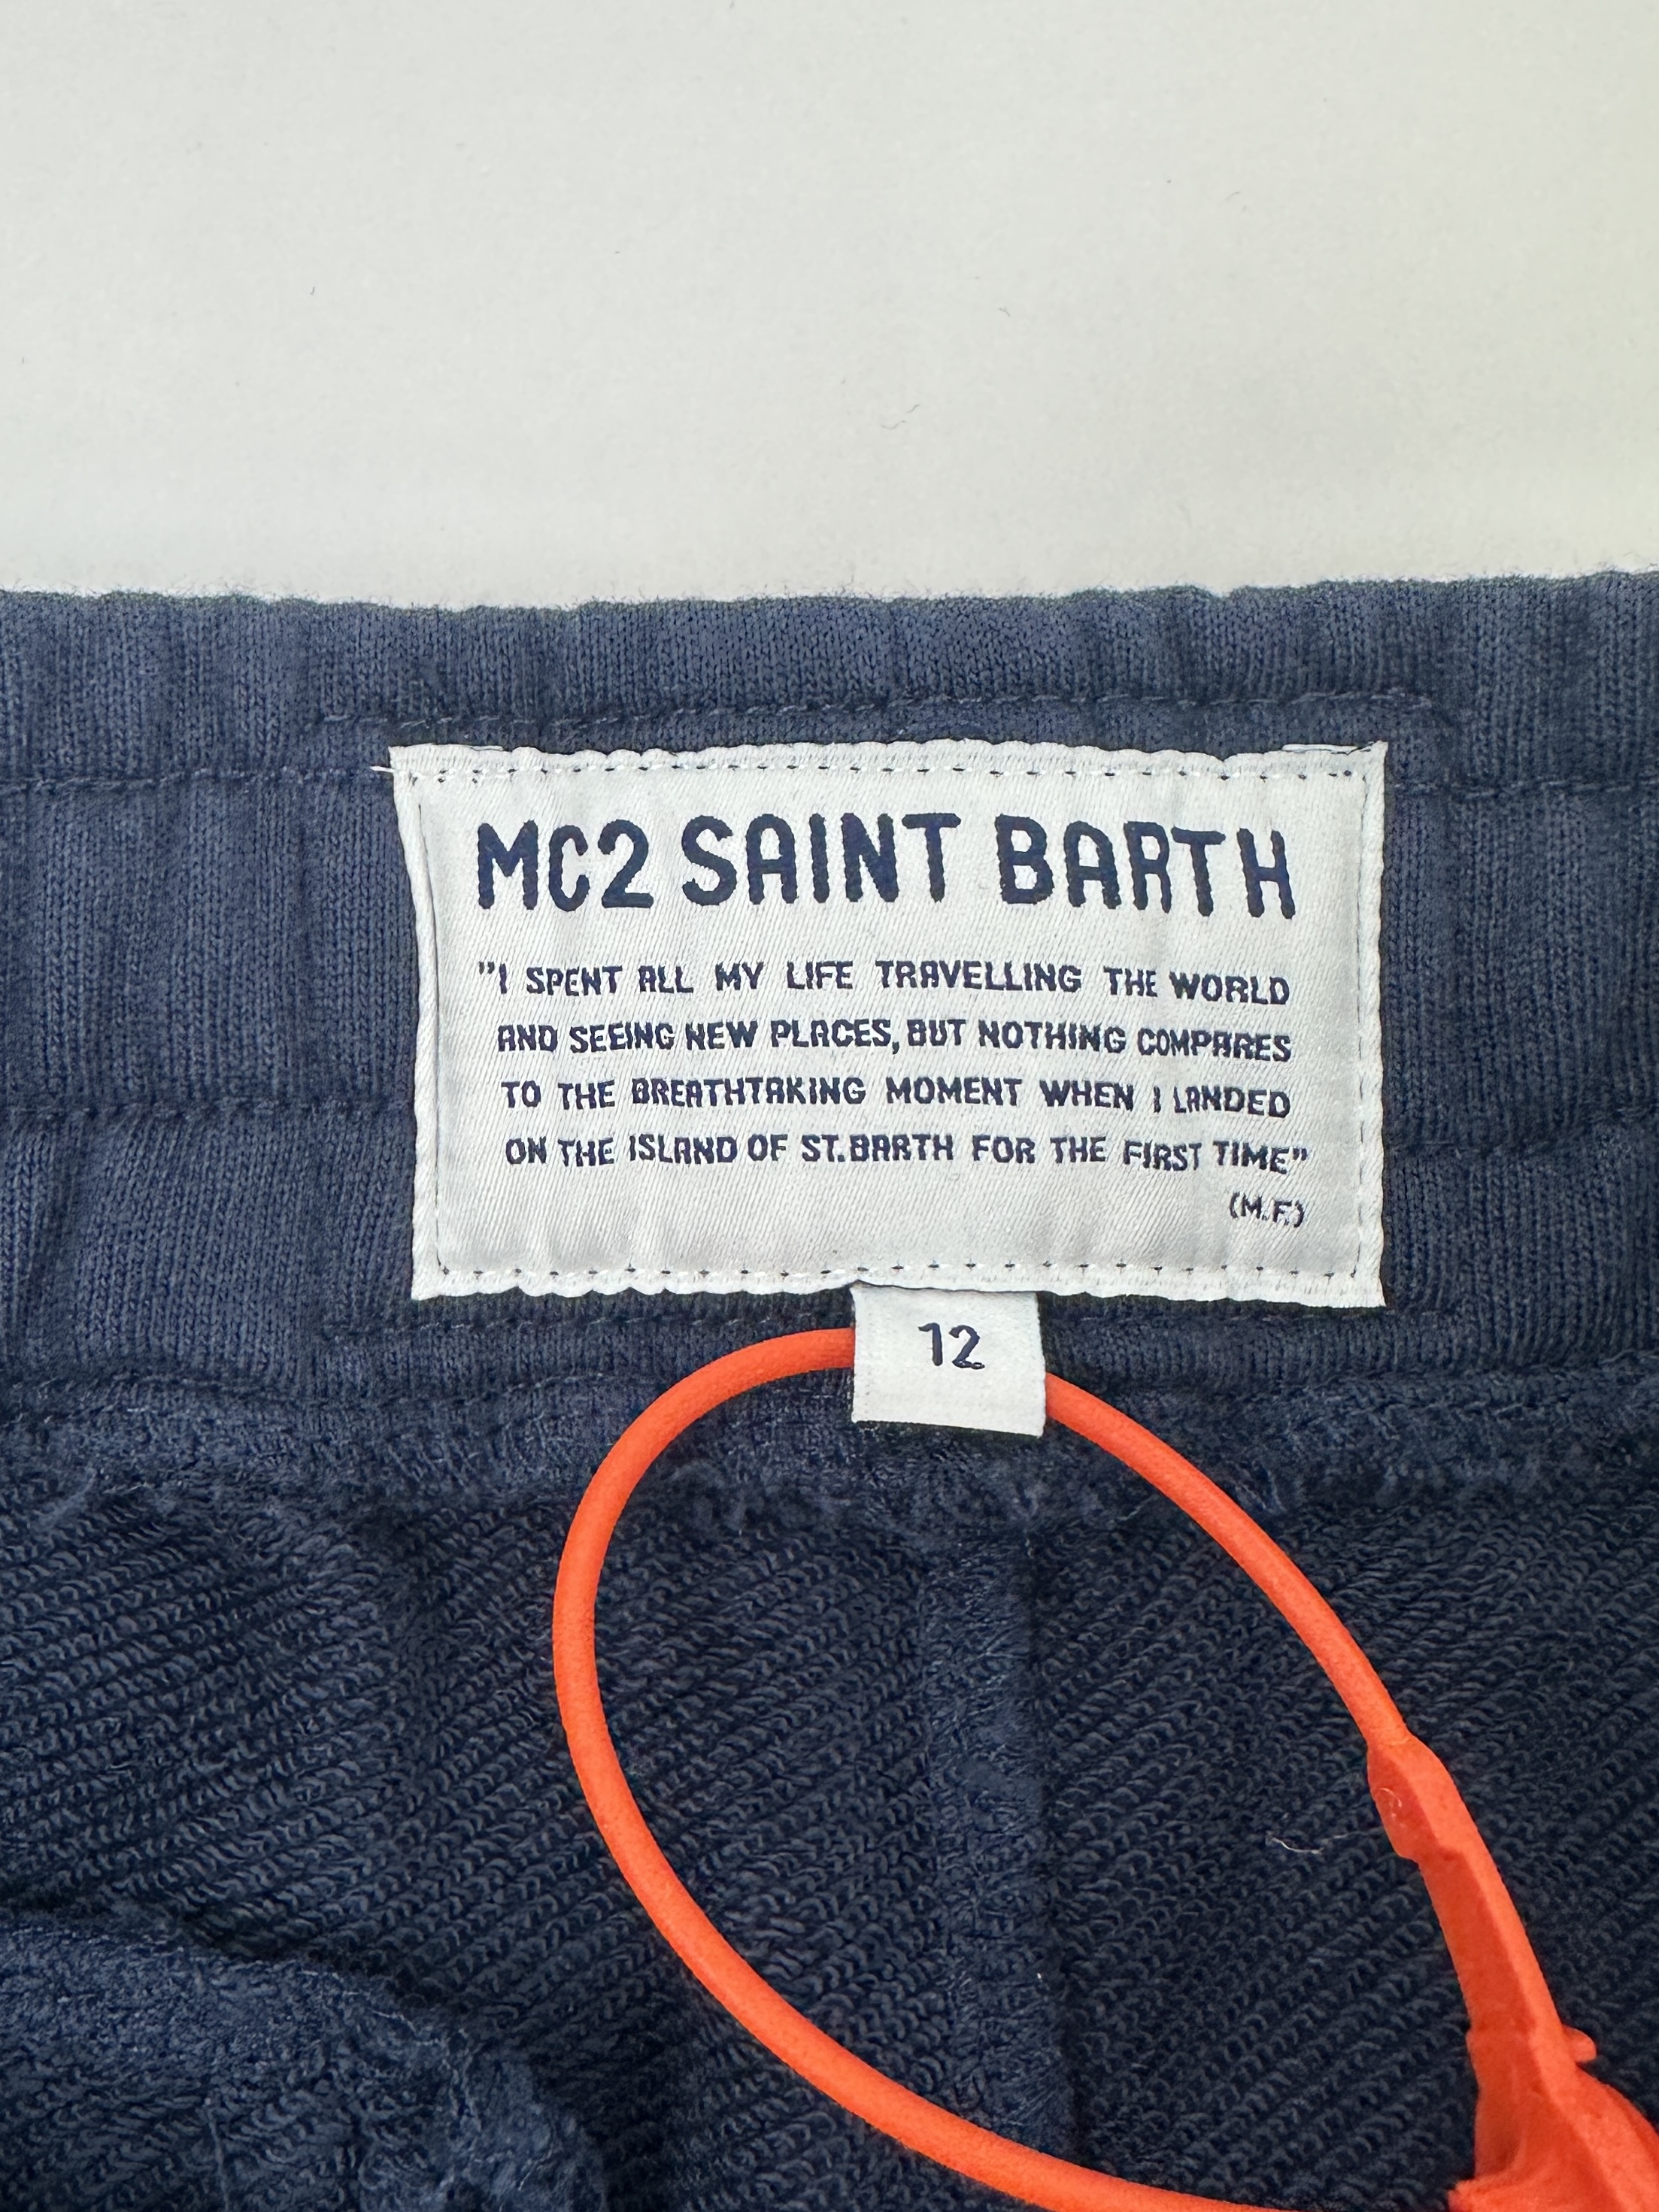 MC2 SAINT BARTH
"I SPENT ALL MY LIFE TRAVELLING THE WORLD
AND SEEING NEW PLACES, BUT NOTHING COMPARES
TO THE BREATHTAKING MOMENT WHEN I LANDED
ON THE ISLAND OF ST.BARTH FOR THE FIRST TIME"
(M.F.)
12